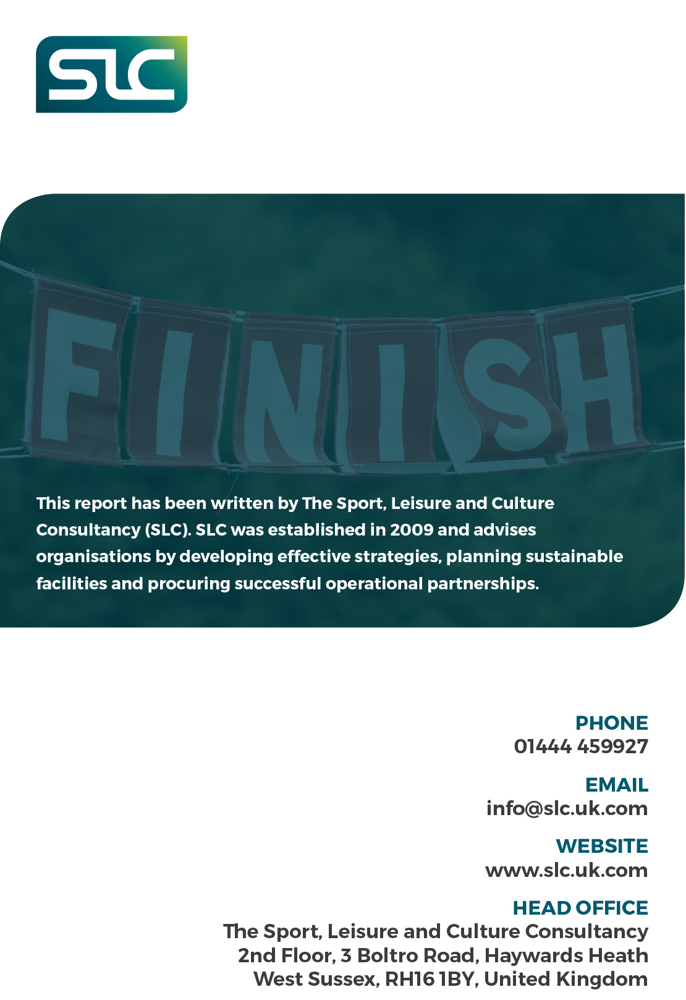 SLC
FINISH
This report has been written by The Sport, Leisure and Culture
Consultancy (SLC). SLC was established in 2009 and advises
organisations by developing effective strategies, planning sustainable
facilities and procuring successful operational partnerships.
PHONE
01444 459927
EMAIL
info@slc.uk.com
WEBSITE
www.slc.uk.com
HEAD OFFICE
The Sport, Leisure and Culture Consultancy
2nd Floor, 3 Boltro Road, Haywards Heath
West Sussex, RH16 1BY, United Kingdom